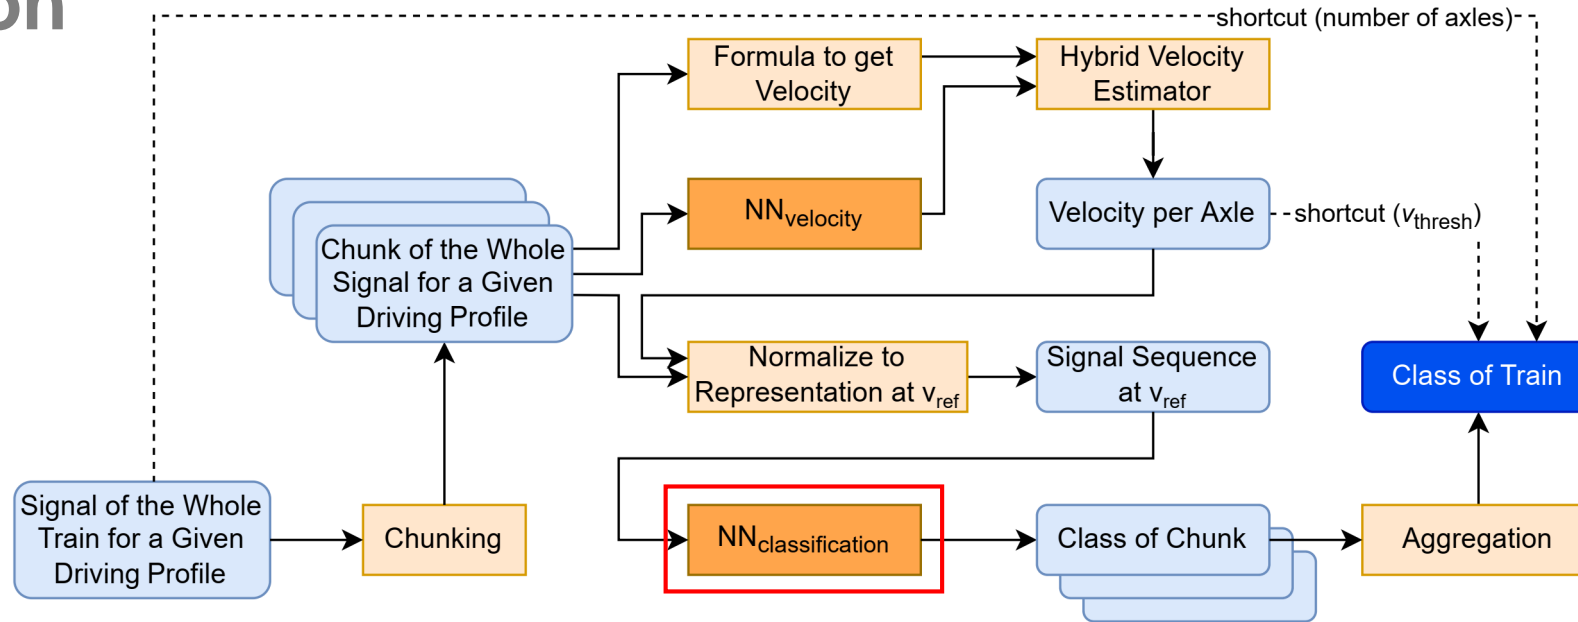 on
shortcut (number of axles)
Formula to get
Velocity
Hybrid Velocity
Estimator
NNvelocity
Velocity per Axle
shortcut (vthresh)
Chunk of the Whole
Signal for a Given
Driving Profile
Normalize to
Representation at vref
Signal Sequence
at vref
Class of Train
Signal of the Whole
Train for a Given
Driving Profile
Chunking
NNclassification
Class of Chunk
Aggregation